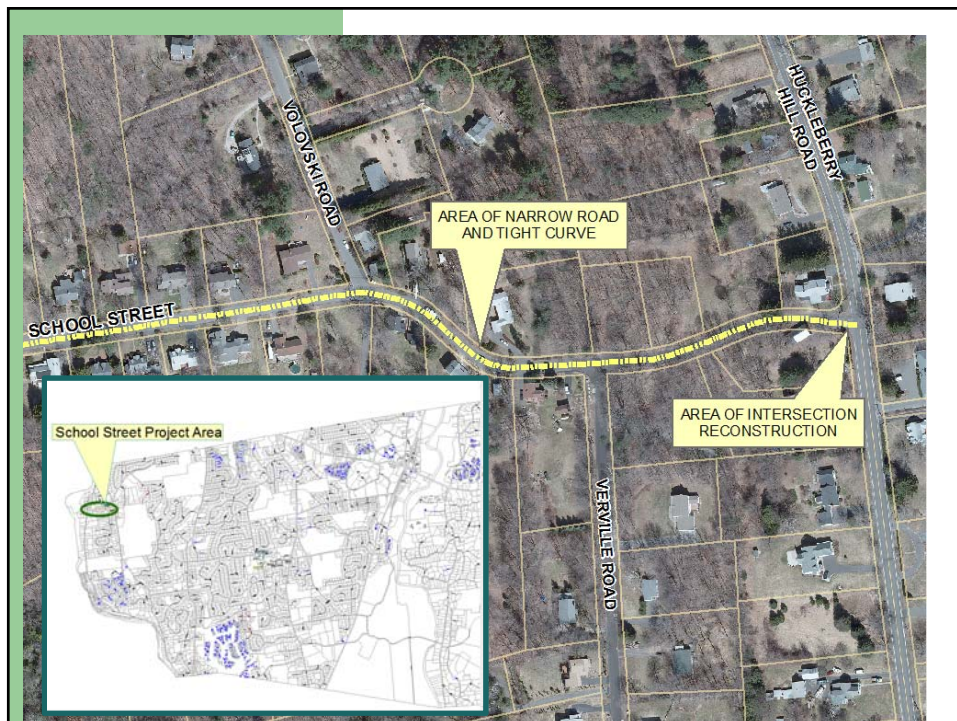 HUCKLEBERRY
HILL ROAD
VOLOVSKI ROAD
AREA OF NARROW ROAD
AND TIGHT CURVE
SCHOOL STREET
AREA OF INTERSECTION
RECONSTRUCTION
School Street Project Area
VERVILLE ROAD